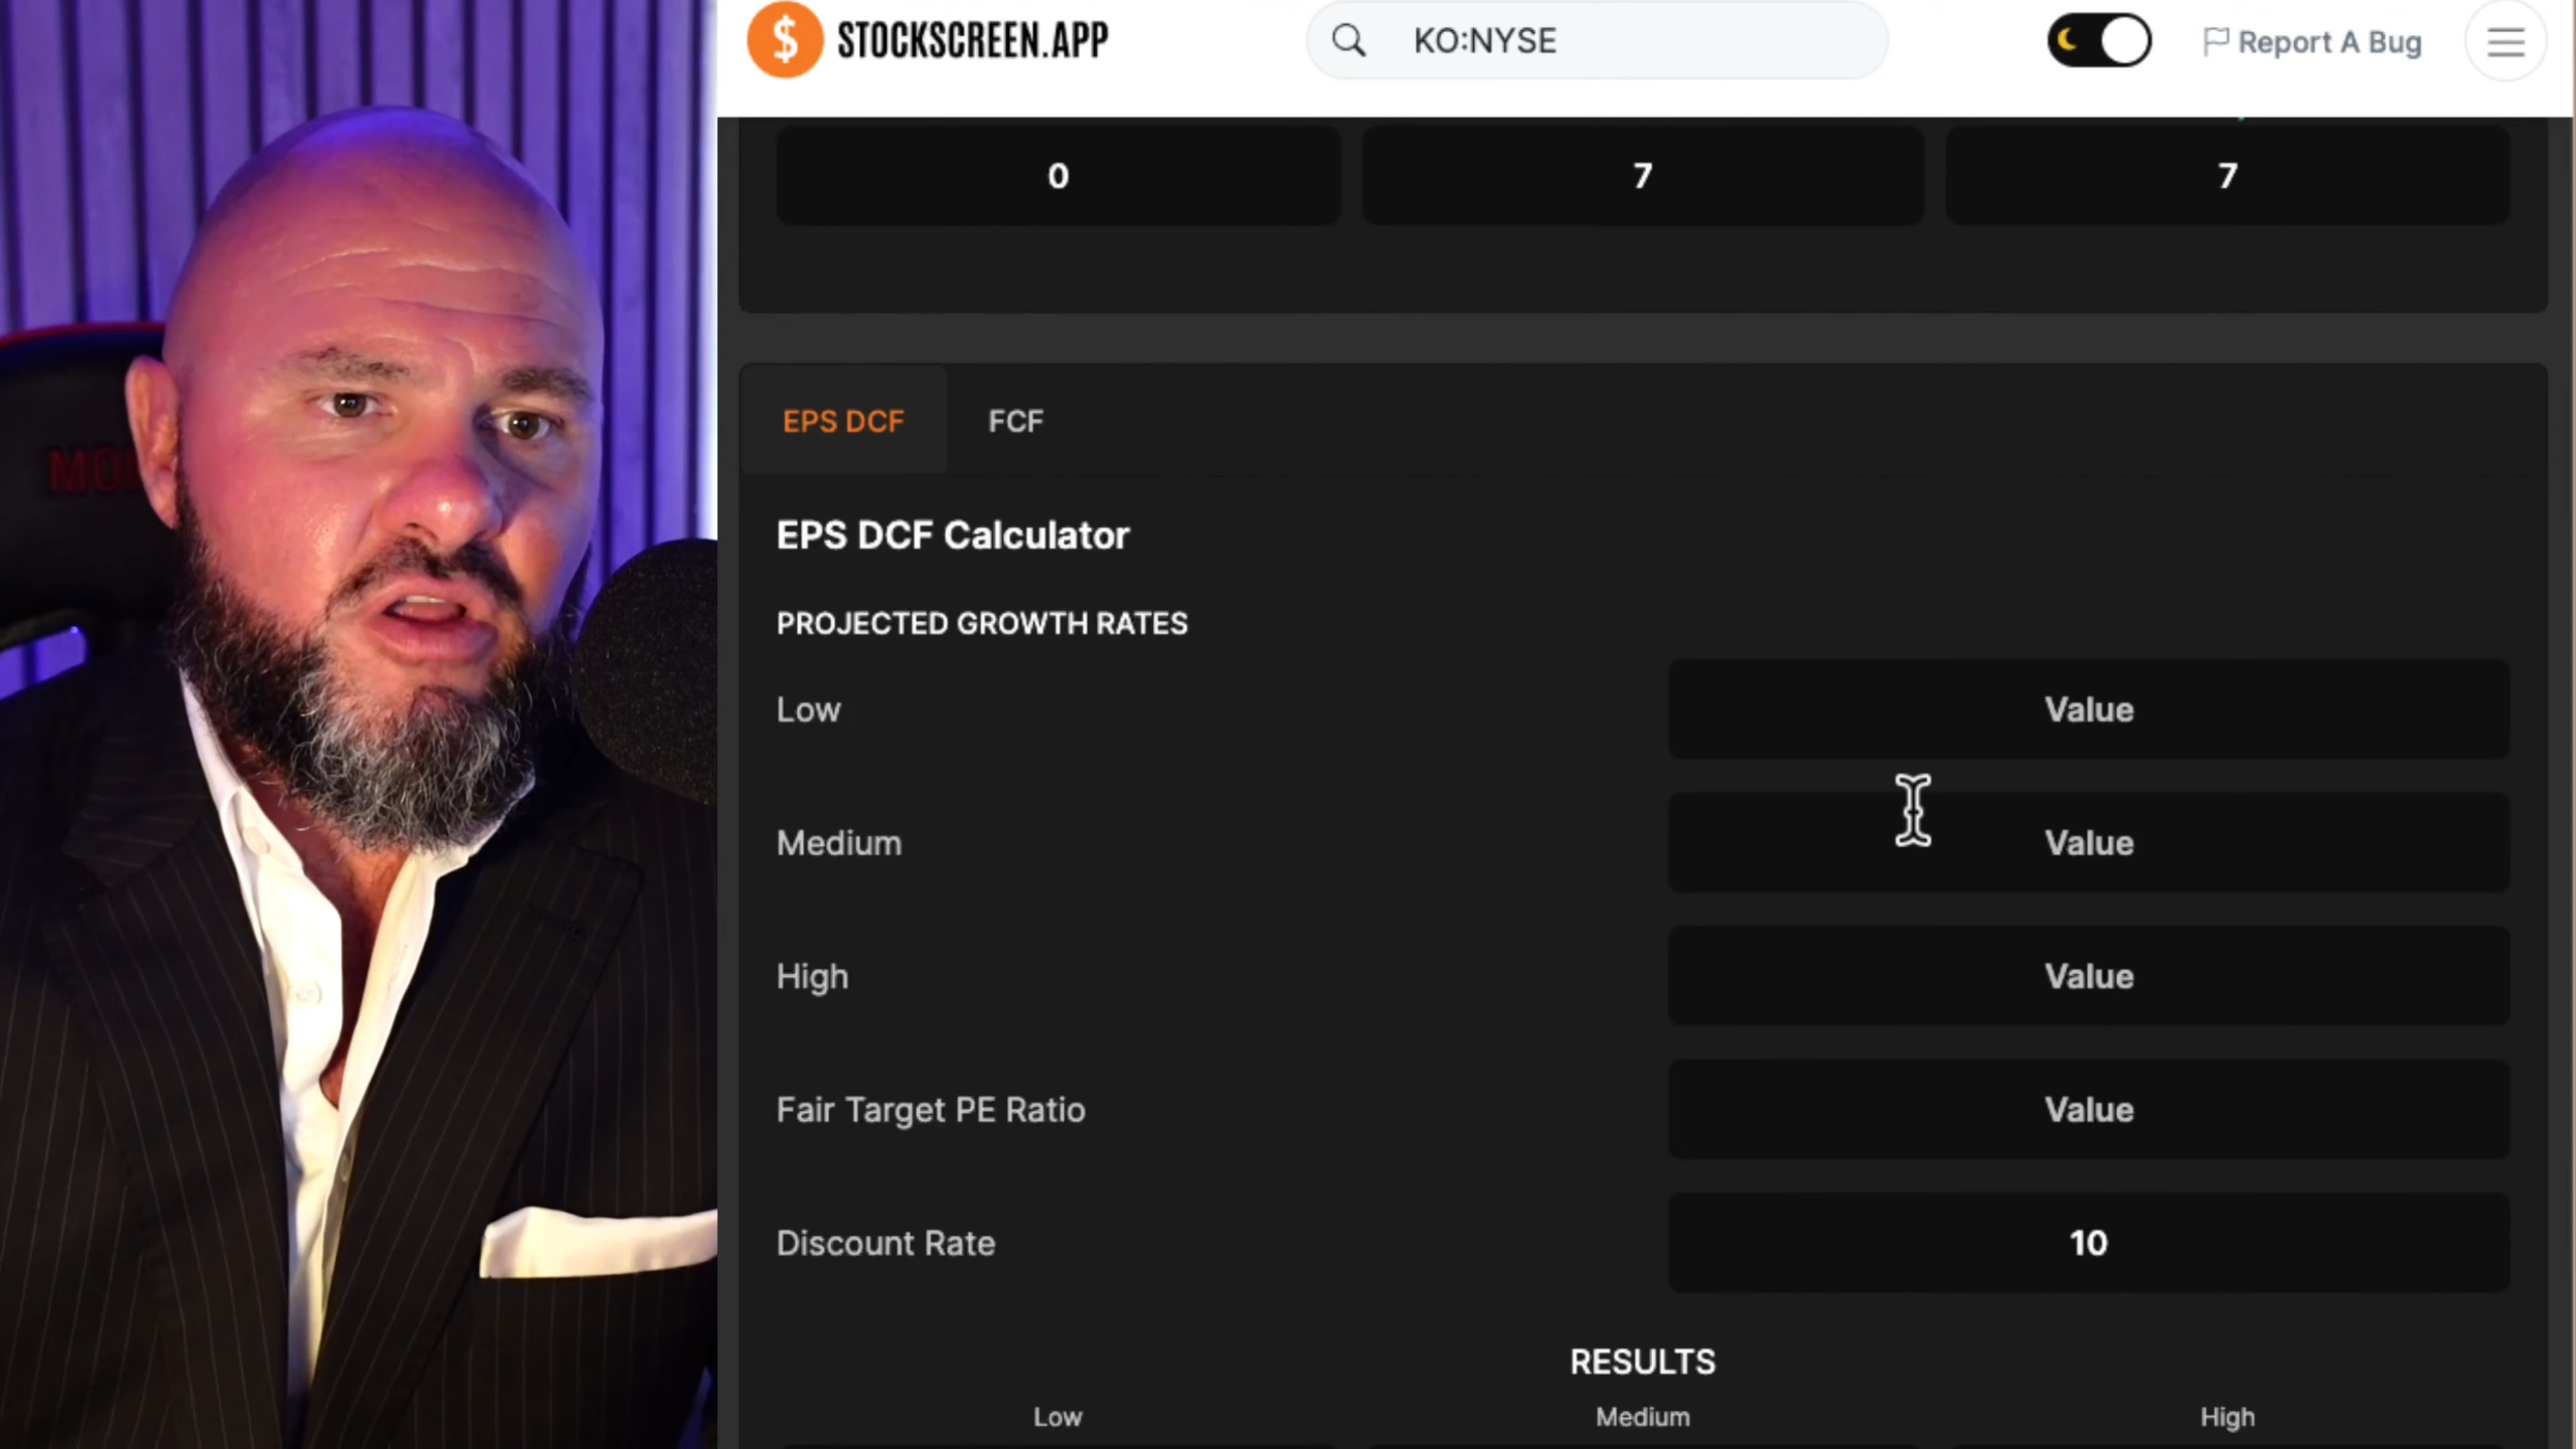 $ STOCKSCREEN.APP
KO:NYSE
Report A Bug
0 7 7
EPS DCF FCF
EPS DCF Calculator
PROJECTED GROWTH RATES
Low Value
Medium Value
High Value
Fair Target PE Ratio Value
Discount Rate 10
RESULTS
Low Medium High